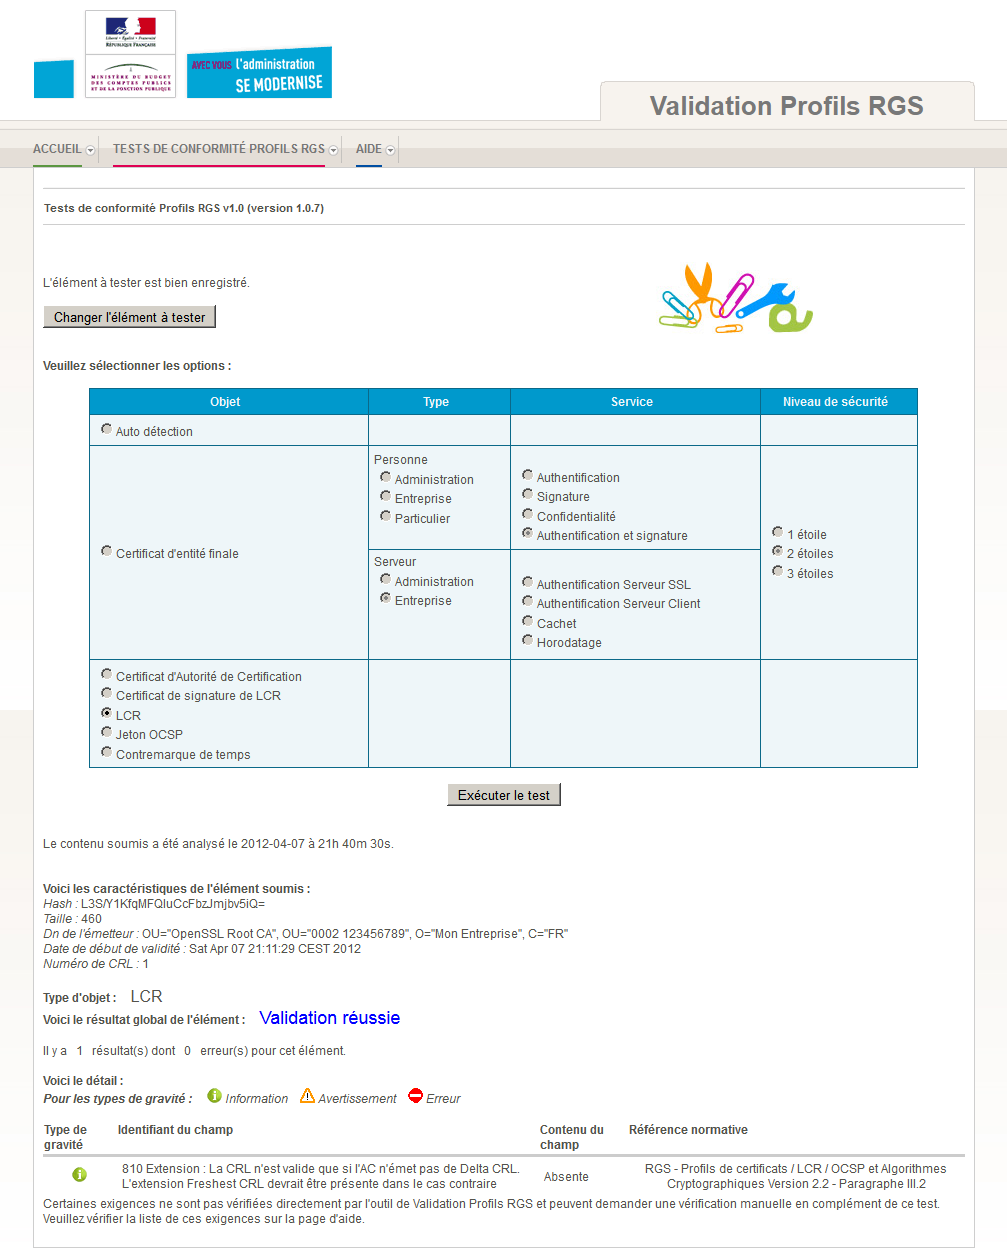 Liberté • Égalité • Fraternité
RÉPUBLIQUE FRANÇAISE
MINISTÈRE DU BUDGET
DES COMPTES PUBLICS
ET DE LA FONCTION PUBLIQUE
AVEC VOUS l'administration
SE MODERNISE
Validation Profils RGS
ACCUEIL TESTS DE CONFORMITÉ PROFILS RGS AIDE
Tests de conformité Profils RGS v1.0 (version 1.0.7)
L'élément à tester est bien enregistré.
Changer l'élément à tester
Veuillez sélectionner les options :
Objet Type Service Niveau de sécurité
Auto détection
Certificat d'entité finale
Personne
Administration
Entreprise
Particulier
Authentification
Signature
Confidentialité
Authentification et signature
Serveur
Administration
Entreprise
Authentification Serveur SSL
Authentification Serveur Client
Cachet
Horodatage
1 étoile
2 étoiles
3 étoiles
Certificat d'Autorité de Certification
Certificat de signature de LCR
LCR
Jeton OCSP
Contremarque de temps
Exécuter le test
Le contenu soumis a été analysé le 2012-04-07 à 21h 40m 30s.
Voici les caractéristiques de l'élément soumis :
Hash : L3S/Y1KfqMFQIuCcFbzJmjbv5iQ=
Taille : 460
Dn de l'émetteur : OU="OpenSSL Root CA", OU="0002 123456789", O="Mon Entreprise", C="FR"
Date de début de validité : Sat Apr 07 21:11:29 CEST 2012
Numéro de CRL : 1
Type d'objet : LCR
Voici le résultat global de l'élément : Validation réussie
Il y a 1 résultat(s) dont 0 erreur(s) pour cet élément.
Voici le détail :
Pour les types de gravité : Information Avertissement Erreur
Type de gravité Identifiant du champ Contenu du champ Référence normative
810 Extension : La CRL n'est valide que si l'AC n'émet pas de Delta CRL.
L'extension Freshest CRL devrait être présente dans le cas contraire
Absente
RGS - Profils de certificats / LCR / OCSP et Algorithmes
Cryptographiques Version 2.2 - Paragraphe III.2
Certaines exigences ne sont pas vérifiées directement par l'outil de Validation Profils RGS et peuvent demander une vérification manuelle en complément de ce test.
Veuillez vérifier la liste de ces exigences sur la page d'aide.